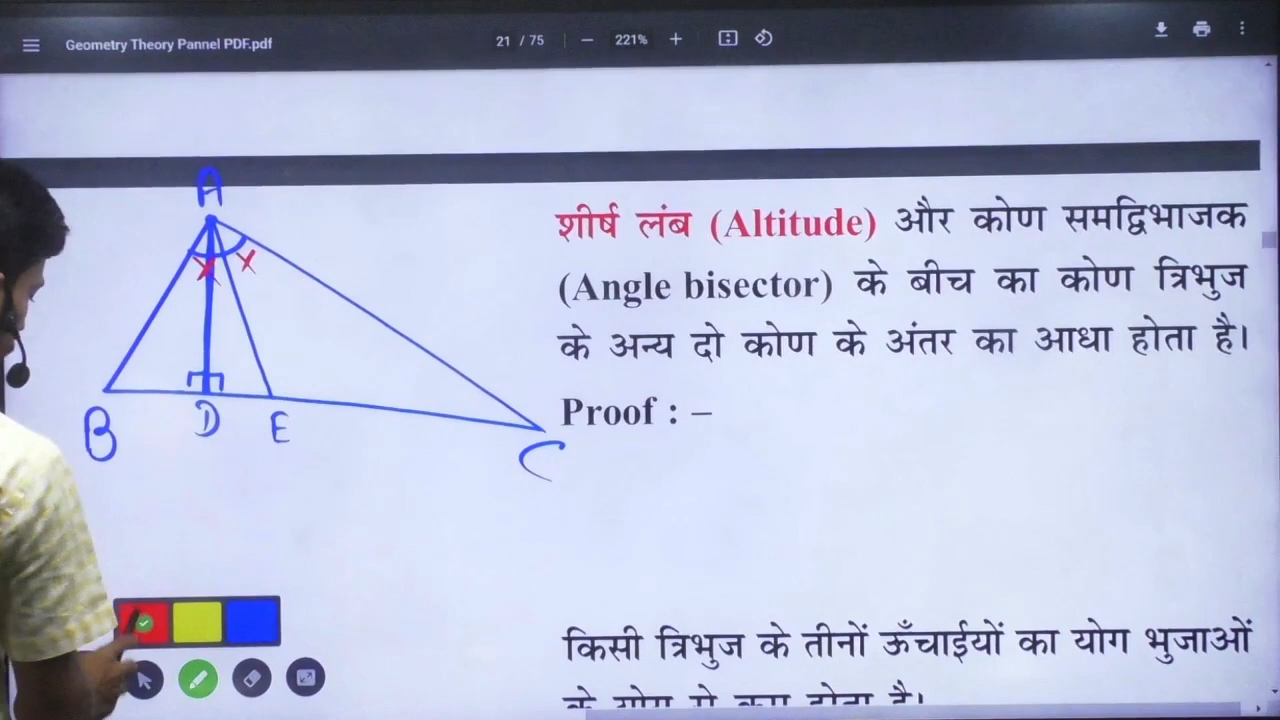 Geometry Theory Pannel PDF.pdf
21 / 75
221%
A
शीर्ष लंब (Altitude) और कोण समद्विभाजक
(Angle bisector) के बीच का कोण त्रिभुज
के अन्य दो कोण के अंतर का आधा होता है।
Proof : –
x x
B D E C
किसी त्रिभुज के तीनों ऊँचाईयों का योग भुजाओं
के योग से कम होता है।